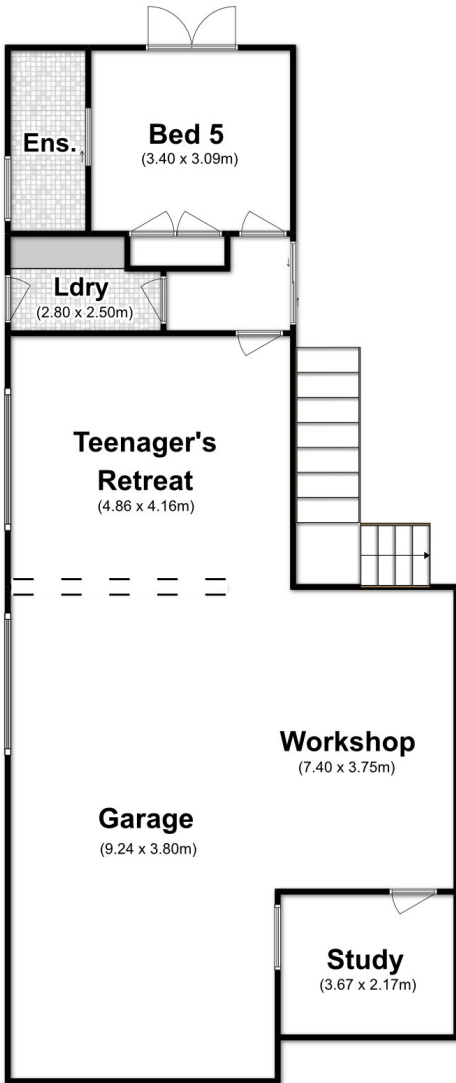 Ens.
Bed 5
(3.40 x 3.09m)
Ldry
(2.80 x 2.50m)
Teenager's
Retreat
(4.86 x 4.16m)
Workshop
(7.40 x 3.75m)
Garage
(9.24 x 3.80m)
Study
(3.67 x 2.17m)